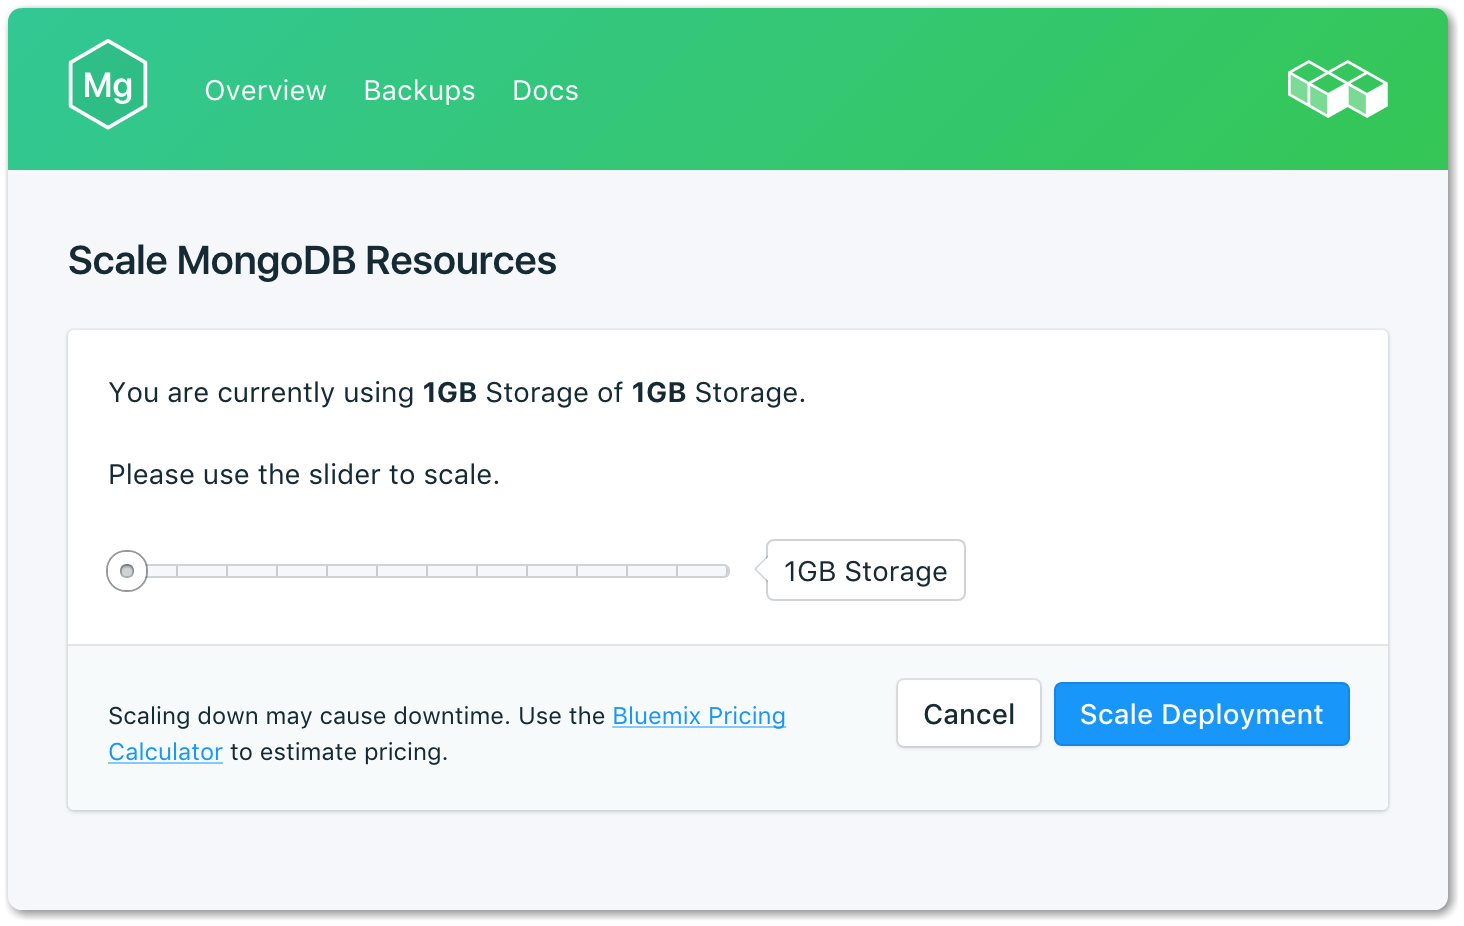 Mg
Overview Backups Docs
Scale MongoDB Resources
You are currently using 1GB Storage of 1GB Storage.
Please use the slider to scale.
1GB Storage
Scaling down may cause downtime. Use the Bluemix Pricing
Calculator to estimate pricing.
Cancel
Scale Deployment